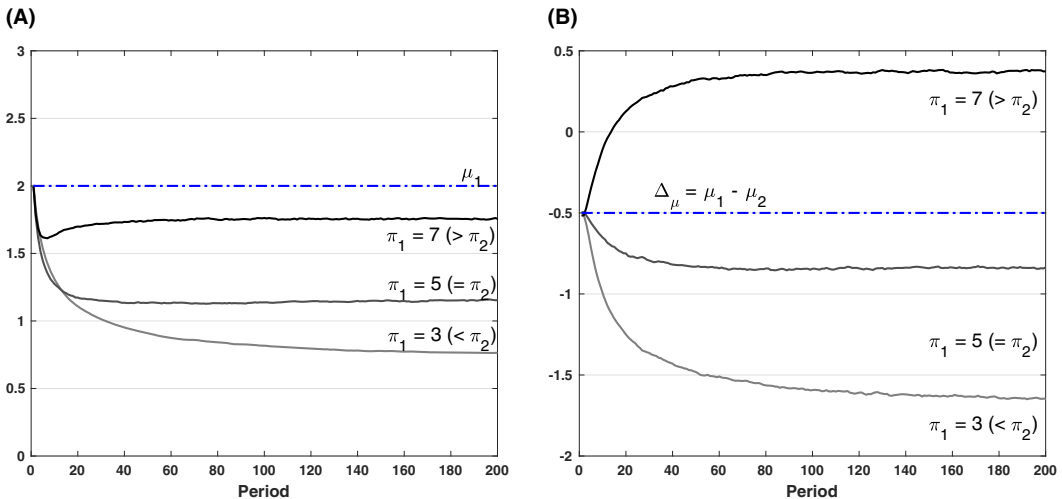 (A)
3
2.5
2
1.5
1
0.5
0
μ₁
π₁ = 7 (> π₂)
π₁ = 5 (= π₂)
π₁ = 3 (< π₂)
0 20 40 60 80 100 120 140 160 180 200
Period
(B)
0.5
0
-0.5
-1
-1.5
-2
π₁ = 7 (> π₂)
Δ_μ = μ₁ - μ₂
π₁ = 5 (= π₂)
π₁ = 3 (< π₂)
0 20 40 60 80 100 120 140 160 180 200
Period